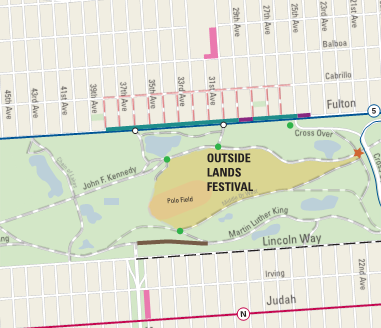 29th Ave
27th Ave
25th Ave
23rd Ave
21st Ave
Balboa
Cabrillo
45th Ave
43rd Ave
41st Ave
39th Ave
37th Ave
35th Ave
33rd Ave
31st Ave
Fulton
5
Cross Over
OUTSIDE
LANDS
FESTIVAL
John F. Kennedy
Polo Field
Martin Luther King
Lincoln Way
22nd Ave
Irving
Judah
N